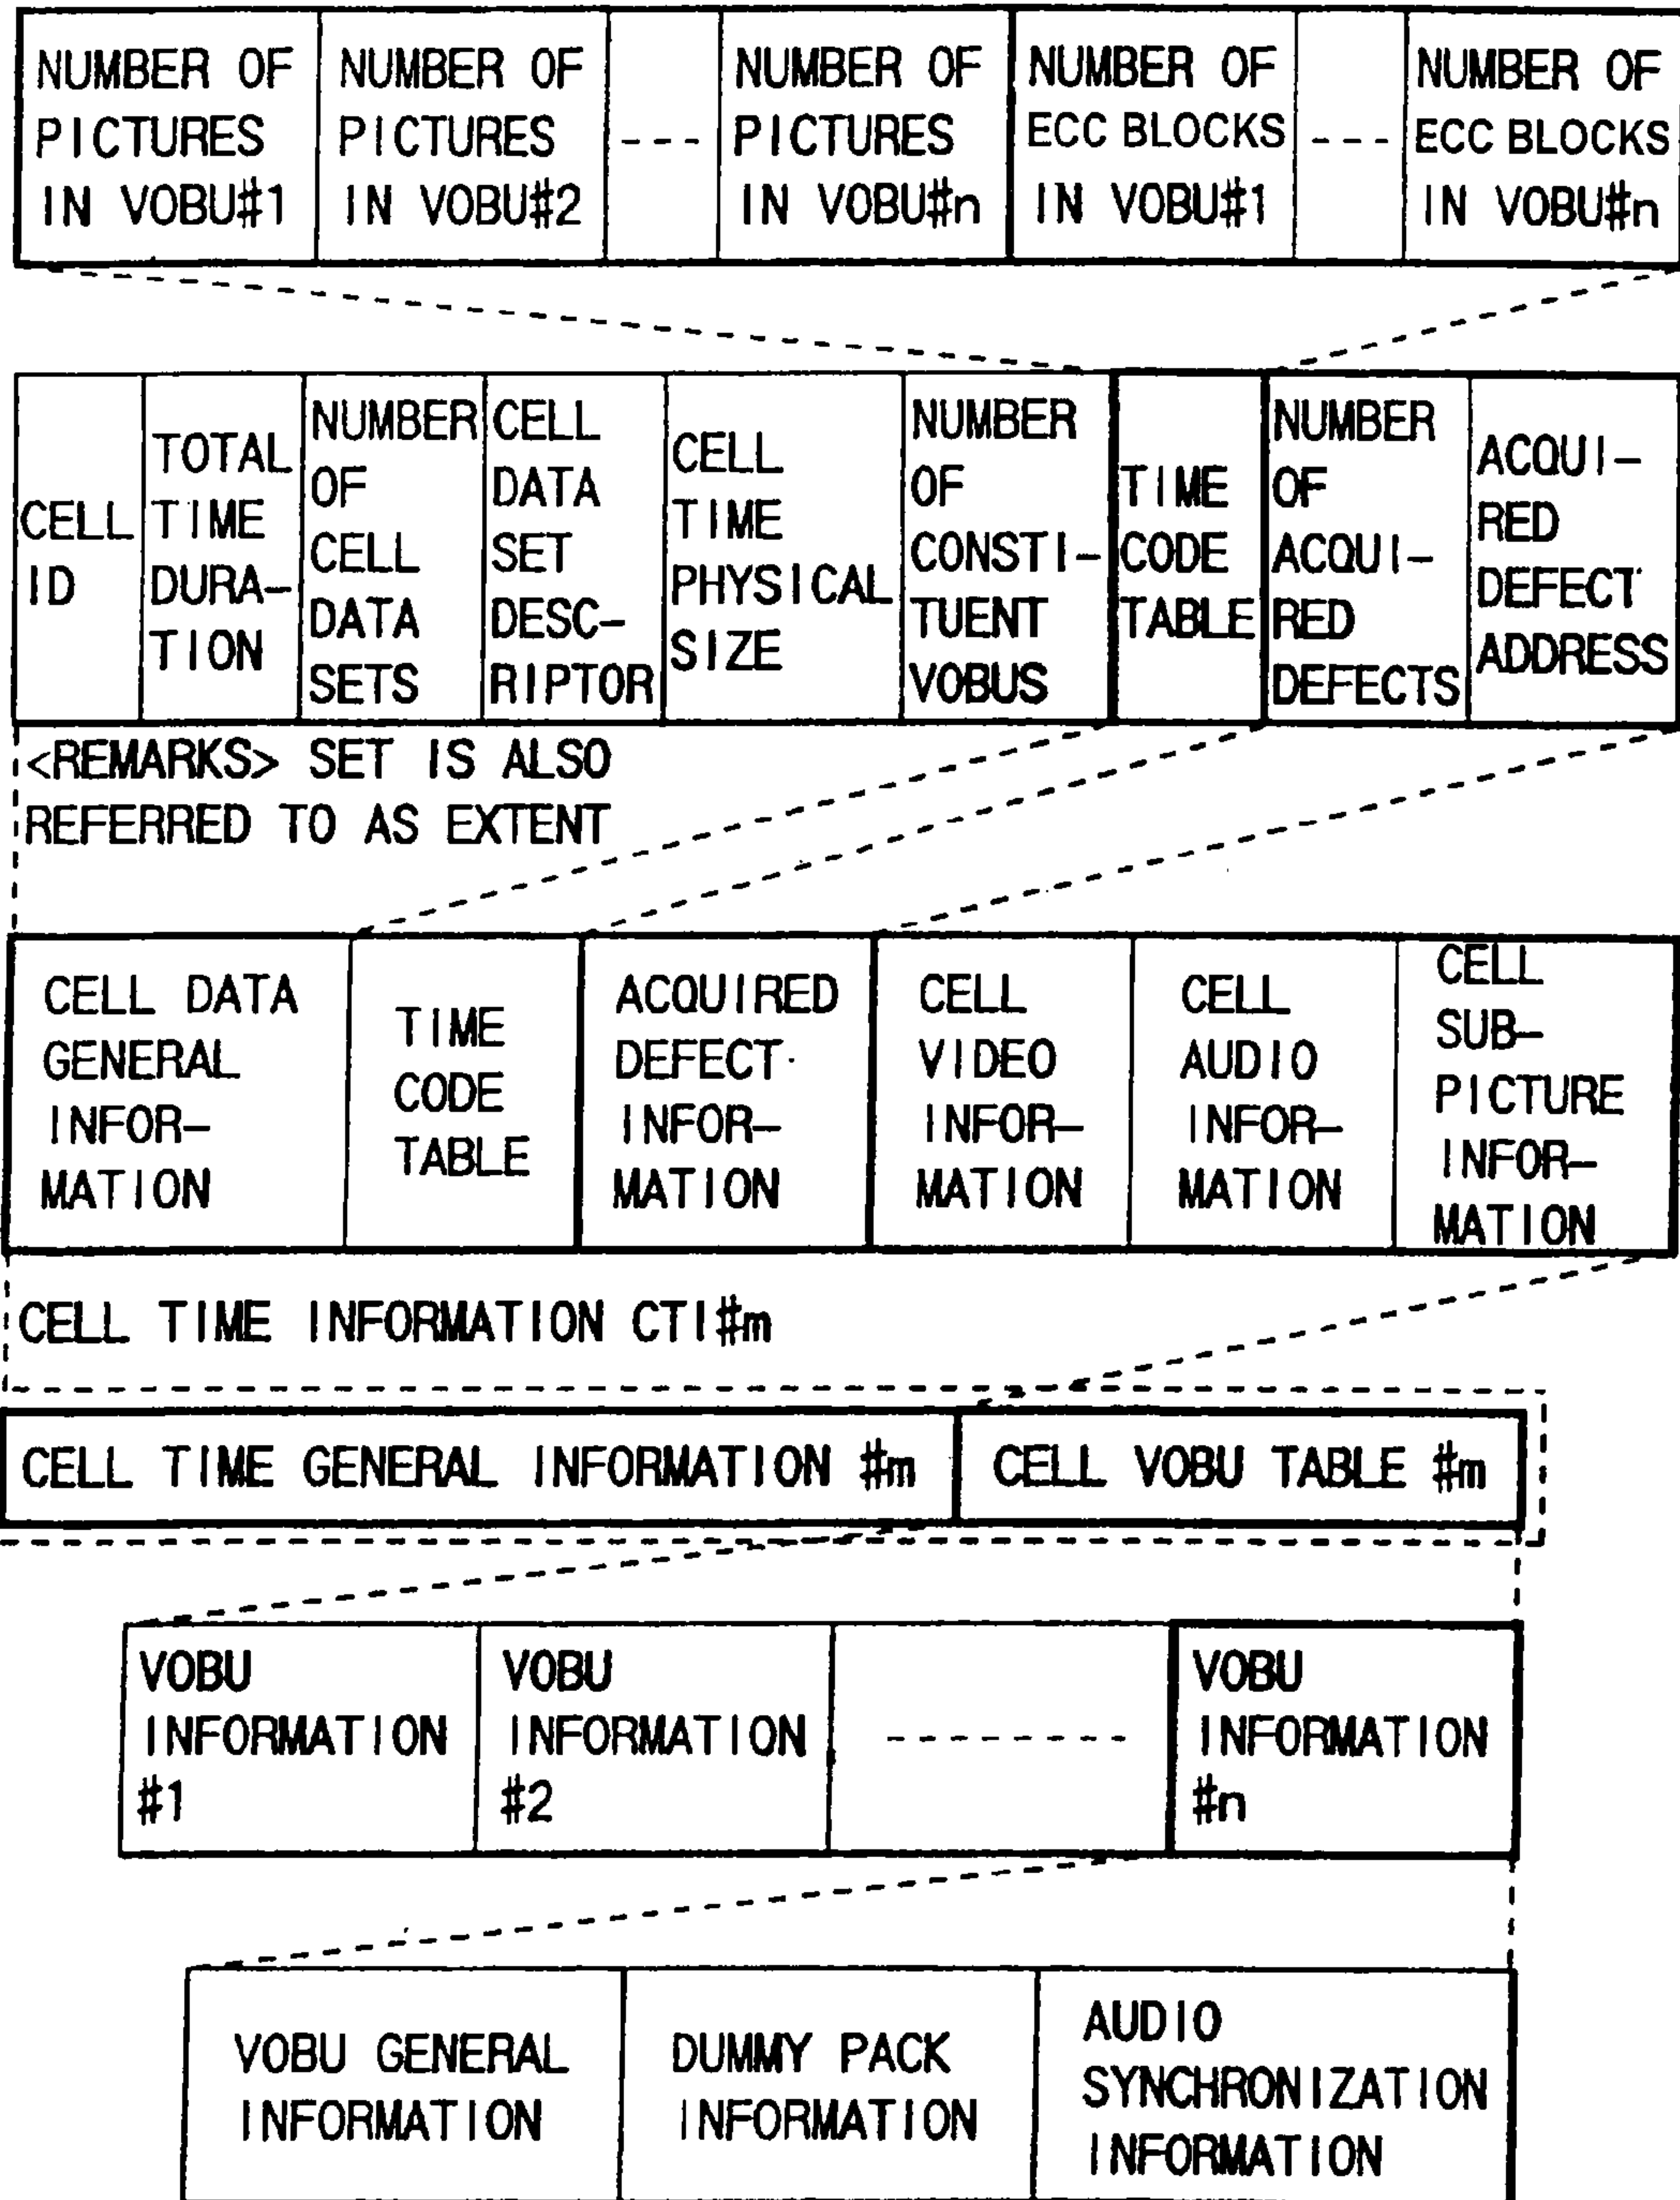 NUMBER OF
PICTURES
IN VOBU#1
NUMBER OF
PICTURES
IN VOBU#2
---
NUMBER OF
PICTURES
IN VOBU#n
NUMBER OF
ECC BLOCKS
IN VOBU#1
---
NUMBER OF
ECC BLOCKS
IN VOBU#n
CELL
ID
TOTAL
TIME
DURA-
TION
NUMBER
OF
CELL
DATA
SETS
CELL
DATA
SET
DESC-
RIPTOR
CELL
TIME
PHYSICAL
SIZE
NUMBER
OF
CONSTI-
TUENT
VOBUS
TIME
CODE
TABLE
NUMBER
OF
ACQUI-
RED
DEFECTS
ACQUI-
RED
DEFECT
ADDRESS
<REMARKS> SET IS ALSO
REFERRED TO AS EXTENT
CELL DATA
GENERAL
INFOR-
MATION
TIME
CODE
TABLE
ACQUIRED
DEFECT
INFOR-
MATION
CELL
VIDEO
INFOR-
MATION
CELL
AUDIO
INFOR-
MATION
CELL
SUB-
PICTURE
INFOR-
MATION
CELL TIME INFORMATION CTI#m
CELL TIME GENERAL INFORMATION #m
CELL VOBU TABLE #m
VOBU
INFORMATION
#1
VOBU
INFORMATION
#2
---------
VOBU
INFORMATION
#n
VOBU GENERAL
INFORMATION
DUMMY PACK
INFORMATION
AUDIO
SYNCHRONIZATION
INFORMATION